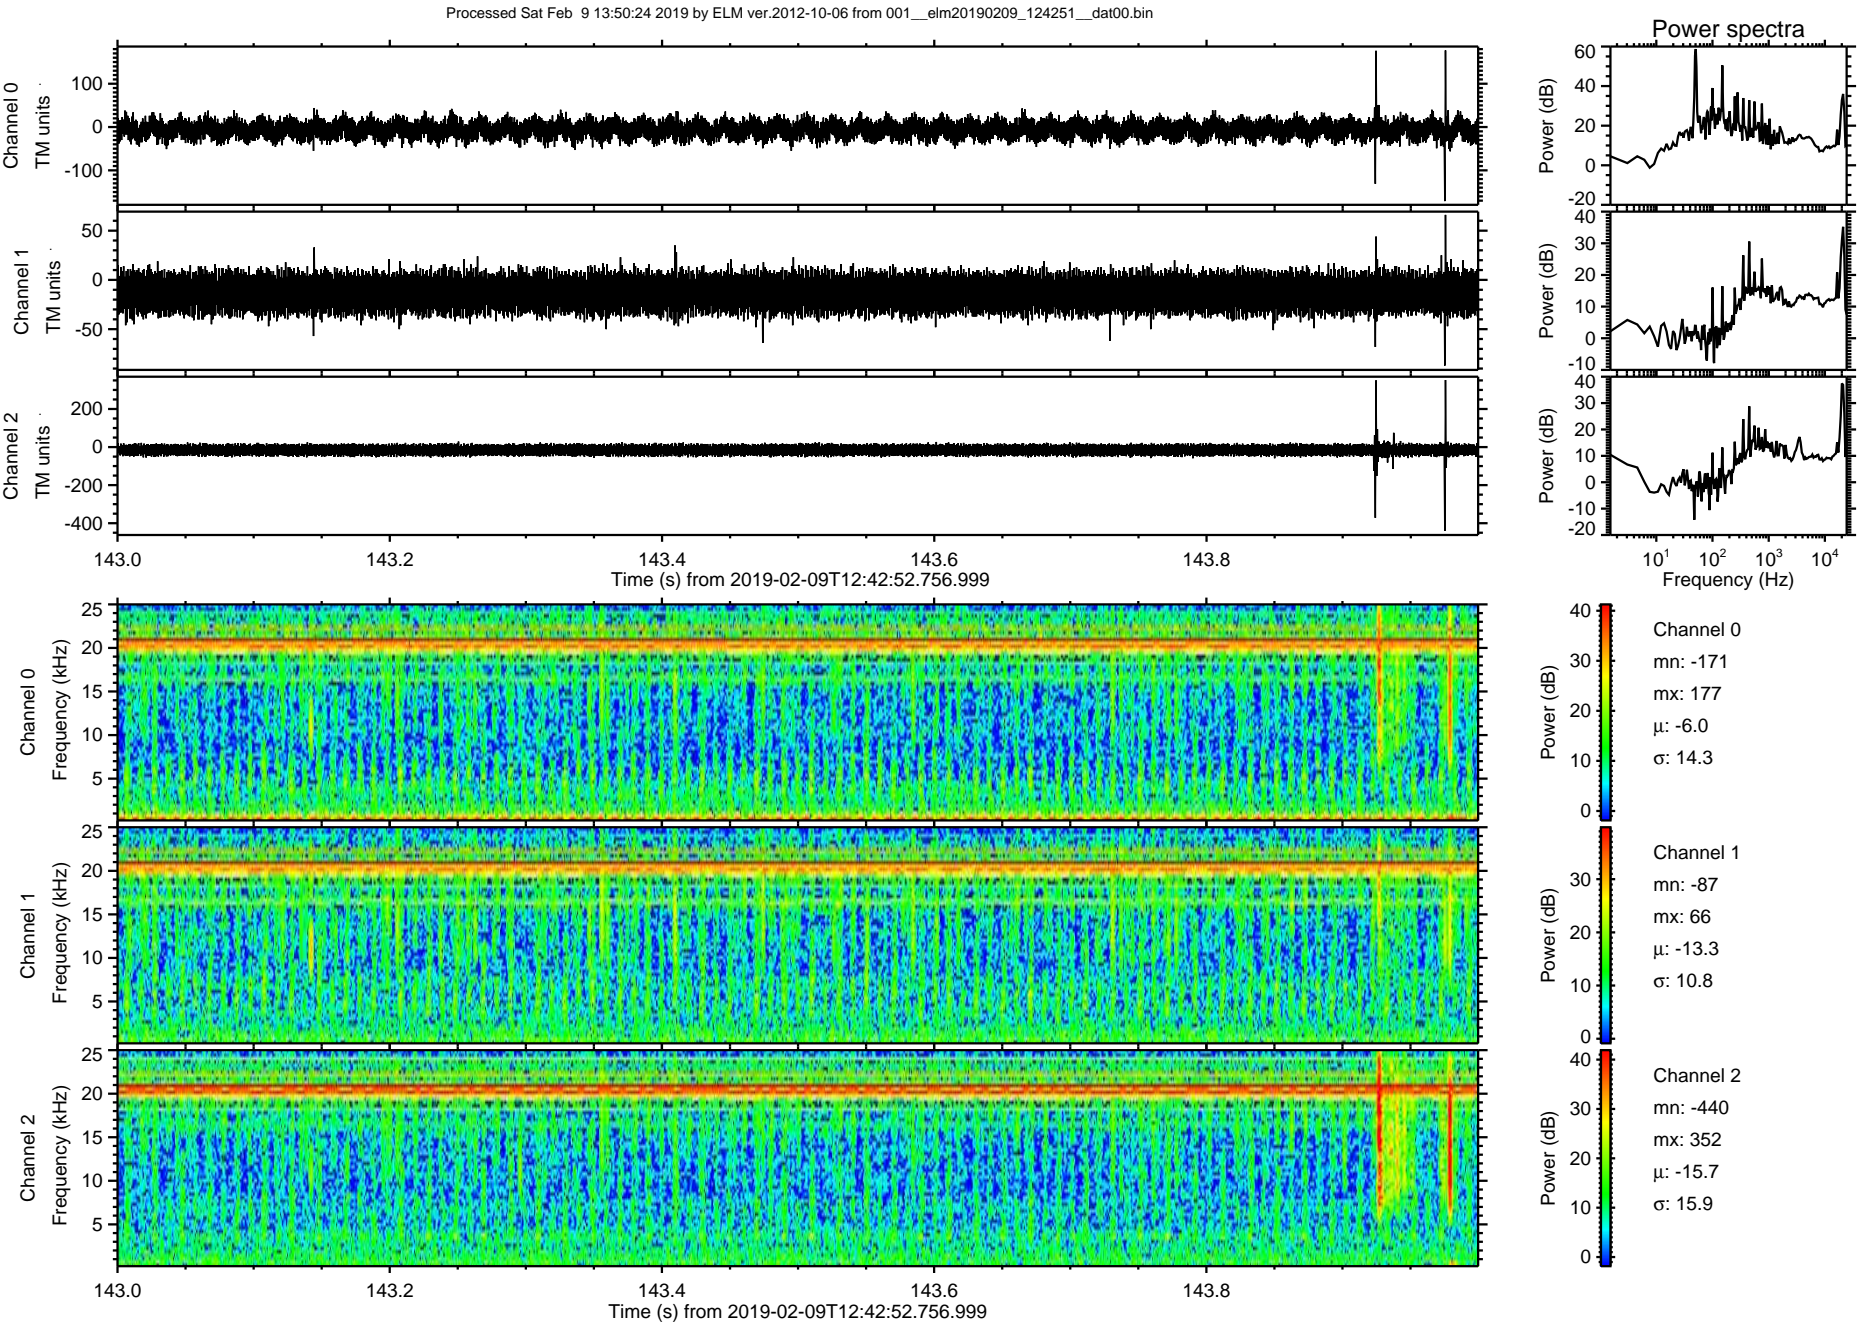 Processed Sat Feb  9 13:50:24 2019 by ELM ver.2012-10-06 from 001__elm20190209_124251__dat00.bin
Power spectra
Channel 0
TM units
100
0
-100
Power (dB)
60
40
20
0
-20
Channel 1
TM units
50
0
-50
Power (dB)
40
30
20
10
0
-10
Channel 2
TM units
200
0
-200
-400
Power (dB)
40
30
20
10
0
-10
-20
143.0 143.2 143.4 143.6 143.8
Time (s) from 2019-02-09T12:42:52.756.999
10¹ 10² 10³ 10⁴
Frequency (Hz)
Channel 0
Frequency (kHz)
25
20
15
10
5
Power (dB)
40
30
20
10
0
Channel 0
mn: -171
mx: 177
μ: -6.0
σ: 14.3
Channel 1
Frequency (kHz)
25
20
15
10
5
Power (dB)
30
20
10
0
Channel 1
mn: -87
mx: 66
μ: -13.3
σ: 10.8
Channel 2
Frequency (kHz)
25
20
15
10
5
Power (dB)
40
30
20
10
0
Channel 2
mn: -440
mx: 352
μ: -15.7
σ: 15.9
143.0 143.2 143.4 143.6 143.8
Time (s) from 2019-02-09T12:42:52.756.999